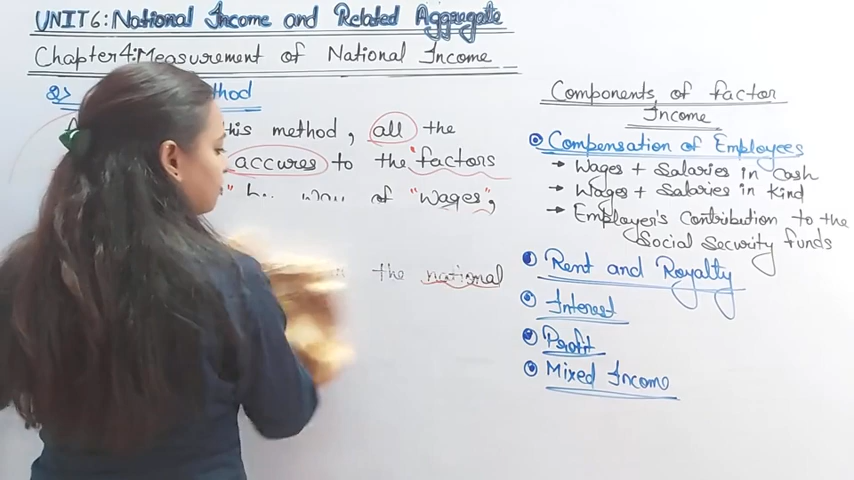 UNIT 6: National Income and Related Aggregate
Chapter 4: Measurement of National Income
2) thod
this method, all the
accures to the "factors
of "wages",
the national
Components of factor
Income
Compensation of Employees
→ Wages + Salaries in Cash
→ Wages + Salaries in Kind
→ Employer's Contribution to the
Social Security funds
Rent and Royalty
Interest
Profit
Mixed Income